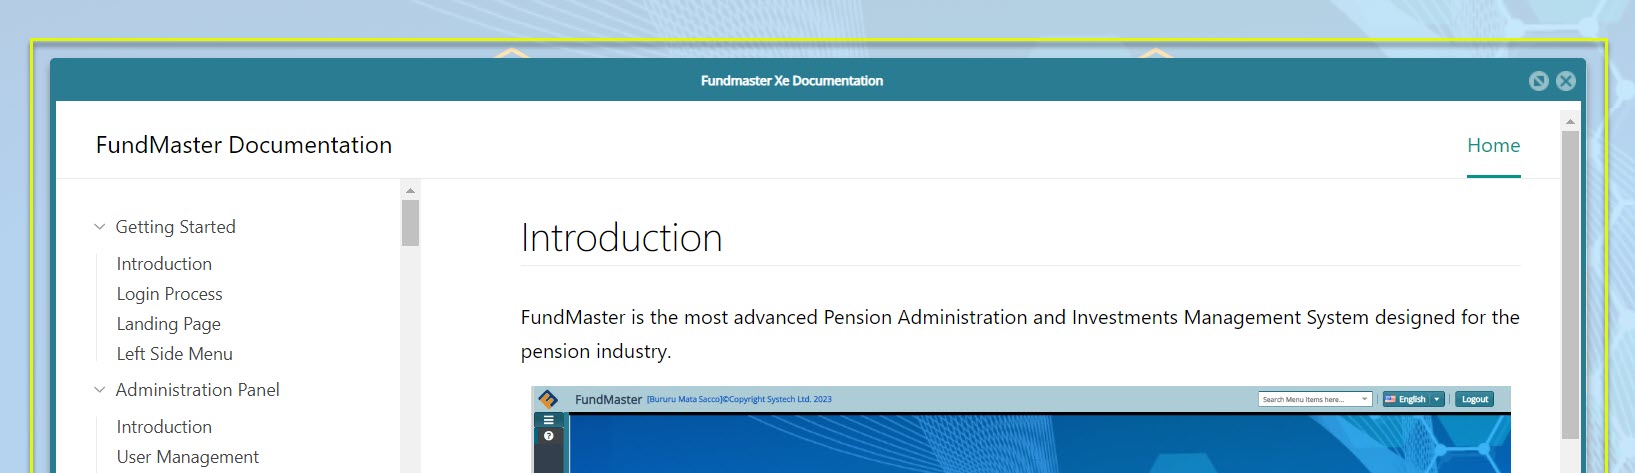 Fundmaster Xe Documentation
FundMaster Documentation
Home
Getting Started
Introduction
Login Process
Landing Page
Left Side Menu
Administration Panel
Introduction
User Management
Introduction
FundMaster is the most advanced Pension Administration and Investments Management System designed for the
pension industry.
FundMaster [Bururu Mata Sacco]©Copyright Systech Ltd. 2023
Search Menu Items here...
English
Logout